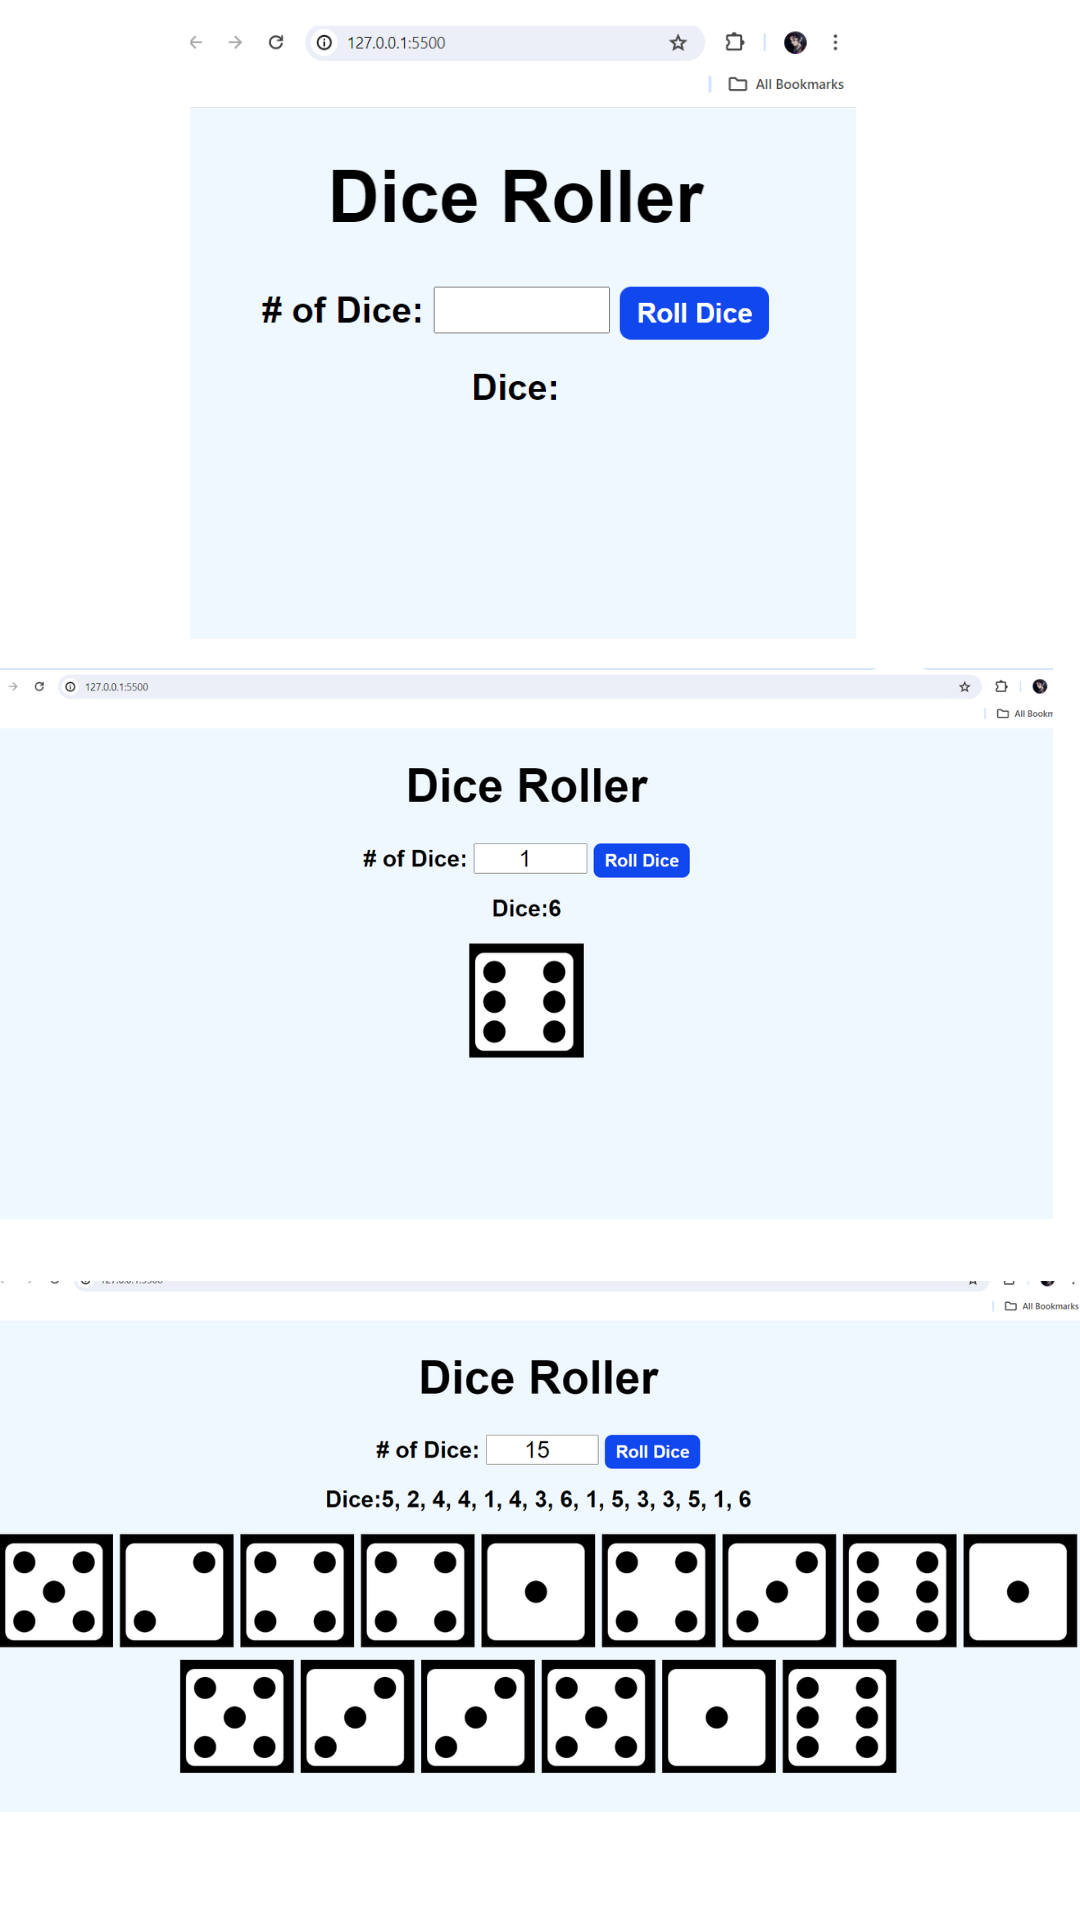 127.0.0.1:5500
All Bookmarks
Dice Roller
# of Dice: Roll Dice
Dice:
127.0.0.1:5500
All Bookm
Dice Roller
# of Dice: 1 Roll Dice
Dice:6
All Bookmarks
Dice Roller
# of Dice: 15 Roll Dice
Dice:5, 2, 4, 4, 1, 4, 3, 6, 1, 5, 3, 3, 5, 1, 6